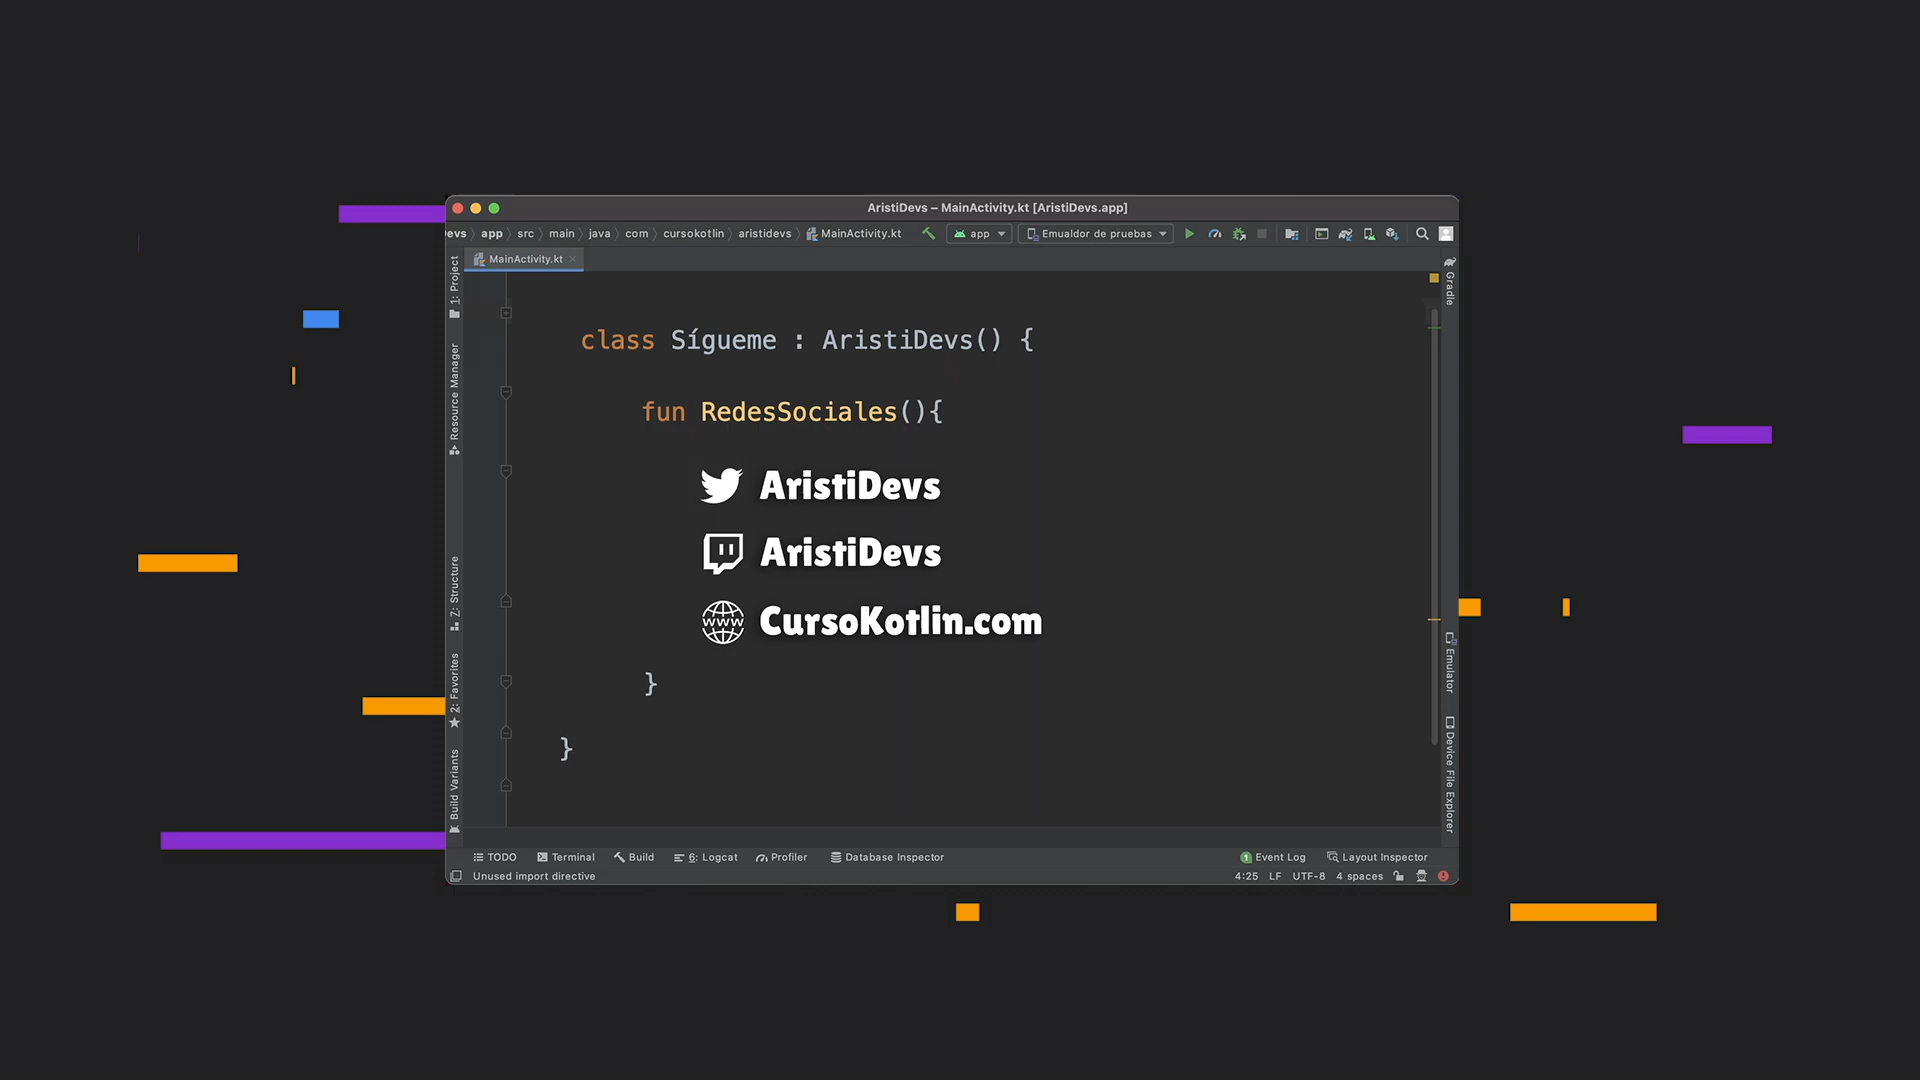 AristiDevs – MainActivity.kt [AristiDevs.app]
evs 〉 app 〉 src 〉 main 〉 java 〉 com 〉 cursokotlin 〉 aristidevs 〉 MainActivity.kt
app
Emualdor de pruebas
MainActivity.kt
1: Project
Resource Manager
7: Structure
2: Favorites
Build Variants
Gradle
Emulator
Device File Explorer
class Sígueme : AristiDevs() {
fun RedesSociales(){
AristiDevs
AristiDevs
WWW CursoKotlin.com
}
}
TODO Terminal Build 6: Logcat Profiler Database Inspector 1 Event Log Layout Inspector
Unused import directive 4:25 LF UTF-8 4 spaces